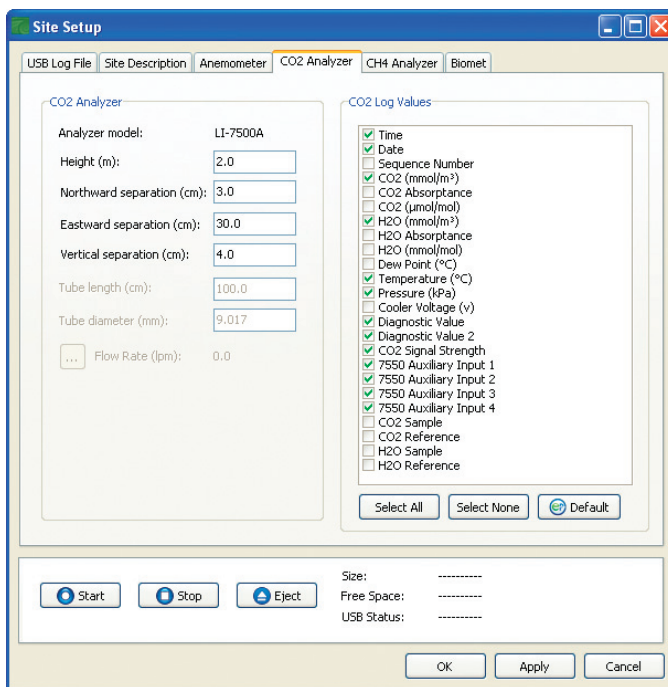 Site Setup
USB Log File Site Description Anemometer CO2 Analyzer CH4 Analyzer Biomet
CO2 Analyzer
Analyzer model: LI-7500A
Height (m): 2.0
Northward separation (cm): 3.0
Eastward separation (cm): 30.0
Vertical separation (cm): 4.0
Tube length (cm): 100.0
Tube diameter (mm): 9.017
... Flow Rate (lpm): 0.0
CO2 Log Values
Time
Date
Sequence Number
CO2 (mmol/m³)
CO2 Absorptance
CO2 (µmol/mol)
H2O (mmol/m³)
H2O Absorptance
H2O (mmol/mol)
Dew Point (°C)
Temperature (°C)
Pressure (kPa)
Cooler Voltage (v)
Diagnostic Value
Diagnostic Value 2
CO2 Signal Strength
7550 Auxiliary Input 1
7550 Auxiliary Input 2
7550 Auxiliary Input 3
7550 Auxiliary Input 4
CO2 Sample
CO2 Reference
H2O Sample
H2O Reference
Select All Select None Default
Start Stop Eject
Size: ----------
Free Space: ----------
USB Status: ----------
OK Apply Cancel